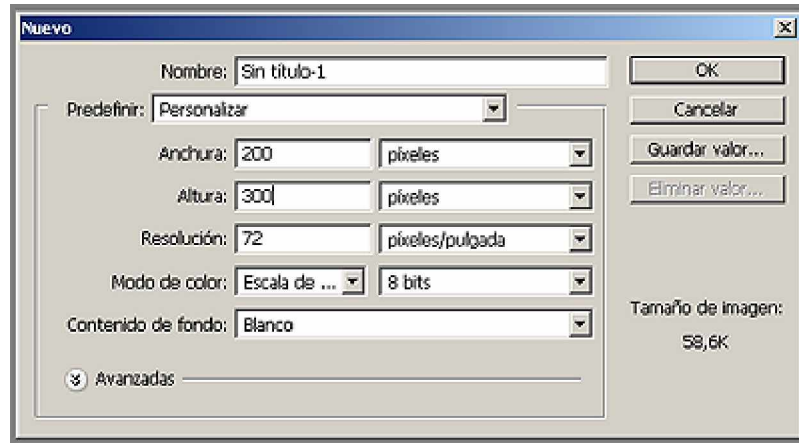 Nuevo
Nombre: Sin título-1
OK
Predefinir: Personalizar
Cancelar
Anchura: 200 píxeles
Guardar valor...
Altura: 300 píxeles
Eliminar valor...
Resolución: 72 píxeles/pulgada
Modo de color: Escala de ... 8 bits
Contenido de fondo: Blanco
Tamaño de imagen:
58,6K
Avanzadas